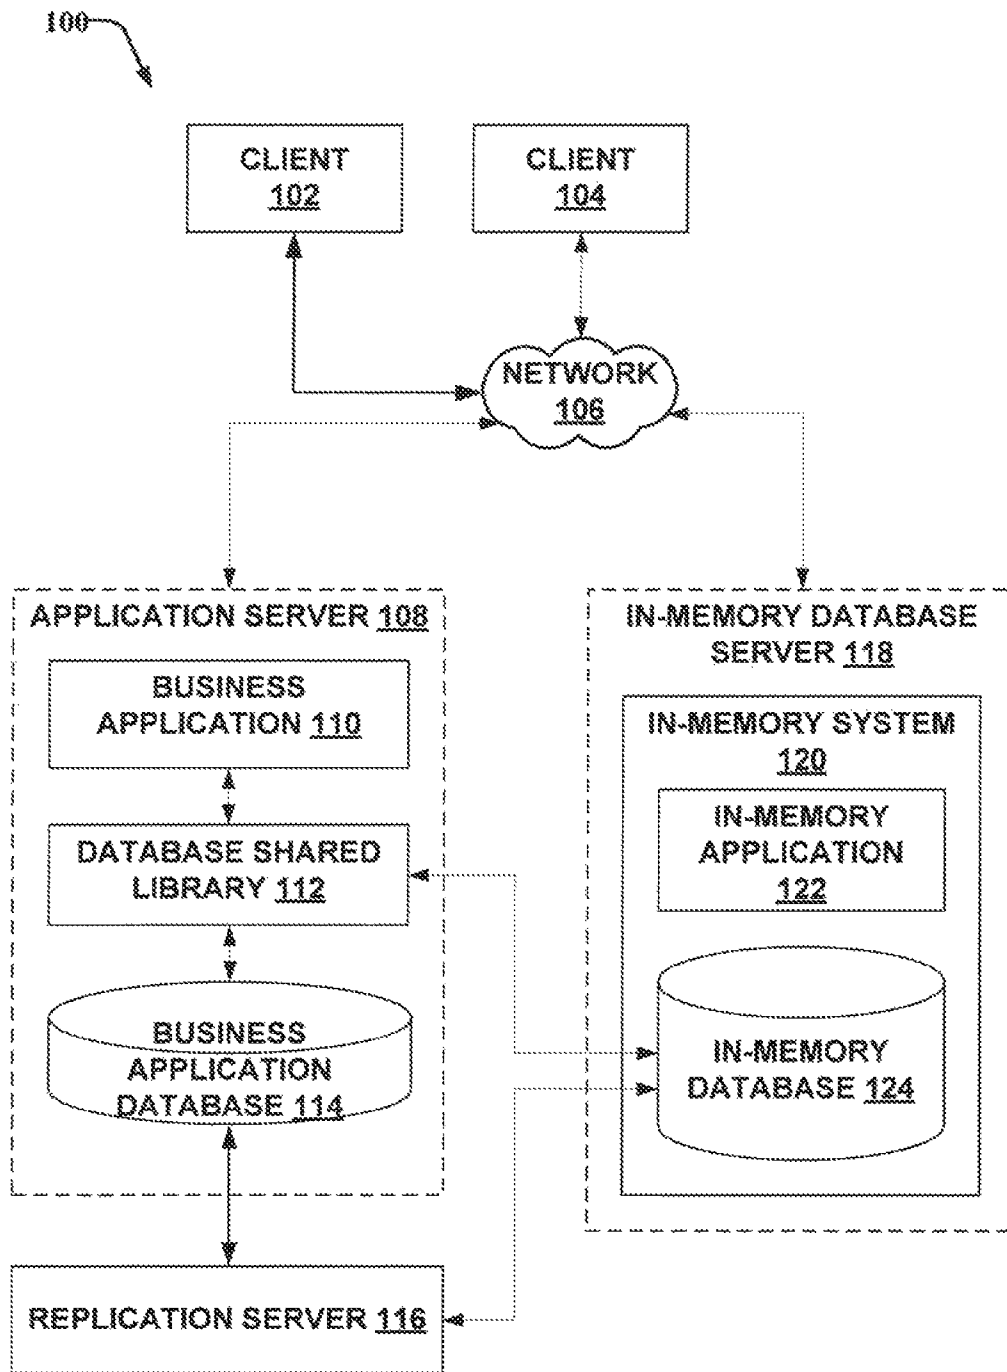 100
CLIENT
102
CLIENT
104
NETWORK
106
APPLICATION SERVER 108
BUSINESS
APPLICATION 110
DATABASE SHARED
LIBRARY 112
BUSINESS
APPLICATION
DATABASE 114
REPLICATION SERVER 116
IN-MEMORY DATABASE
SERVER 118
IN-MEMORY SYSTEM
120
IN-MEMORY
APPLICATION
122
IN-MEMORY
DATABASE 124